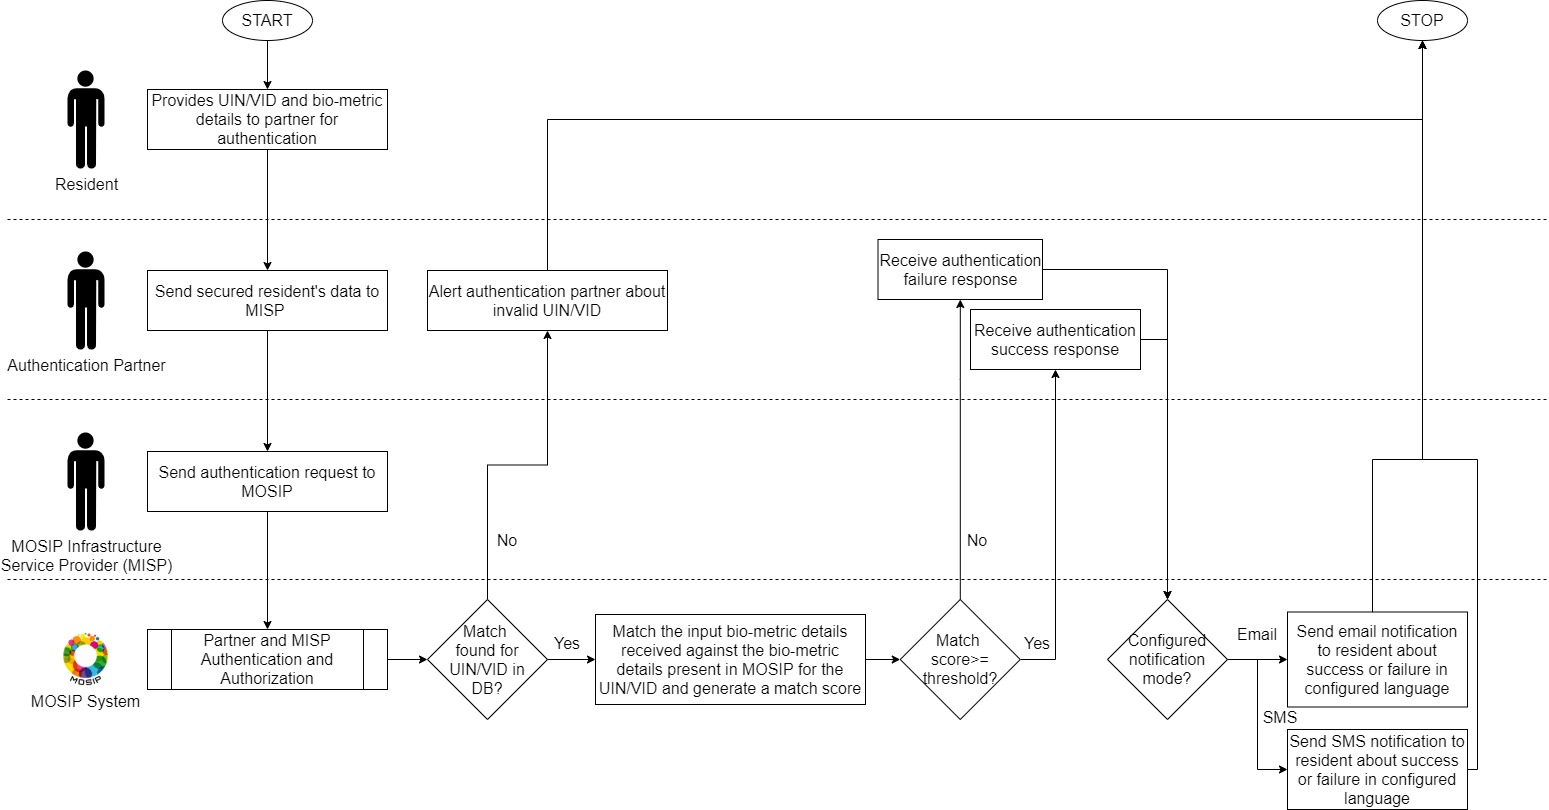 START
STOP
Provides UIN/VID and bio-metric
details to partner for
authentication
Resident
Send secured resident's data to
MISP
Alert authentication partner about
invalid UIN/VID
Receive authentication
failure response
Receive authentication
success response
Authentication Partner
Send authentication request to
MOSIP
MOSIP Infrastructure
Service Provider (MISP)
No
No
Partner and MISP
Authentication and
Authorization
Match
found for
UIN/VID in
DB?
Yes
Match the input bio-metric details
received against the bio-metric
details present in MOSIP for the
UIN/VID and generate a match score
Match
score>=
threshold?
Yes
Configured
notification
mode?
Email
Send email notification
to resident about
success or failure in
configured language
SMS
Send SMS notification to
resident about success
or failure in configured
language
MOSIP
MOSIP System